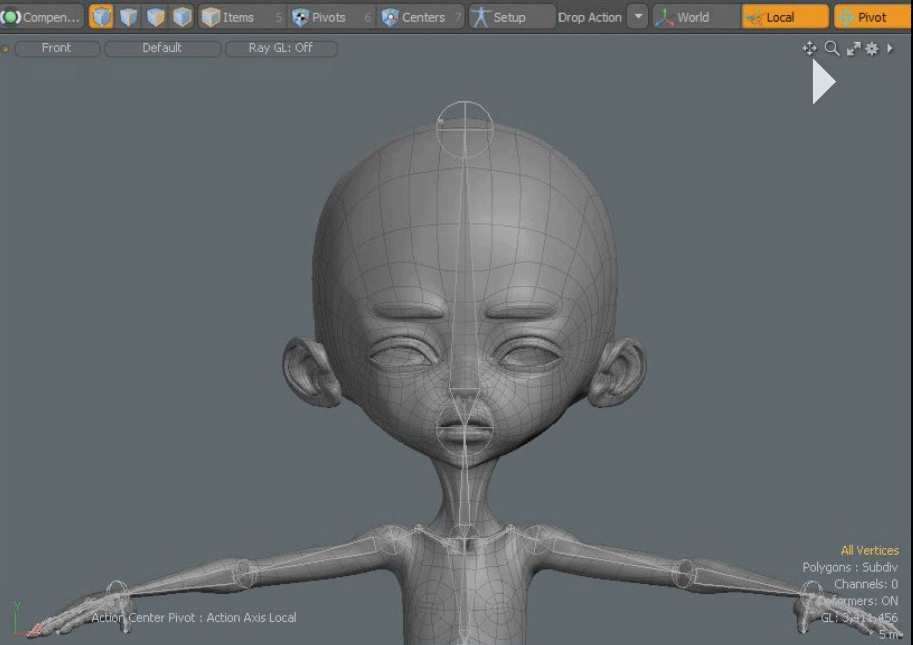 Compen...
Items 5
Pivots 6
Centers 7
Setup
Drop Action
World
Local
Pivot
Front
Default
Ray GL: Off
All Vertices
Polygons : Subdiv
Channels: 0
Deformers: ON
GL: 3,911,456
5 m
Y
Action Center Pivot : Action Axis Local